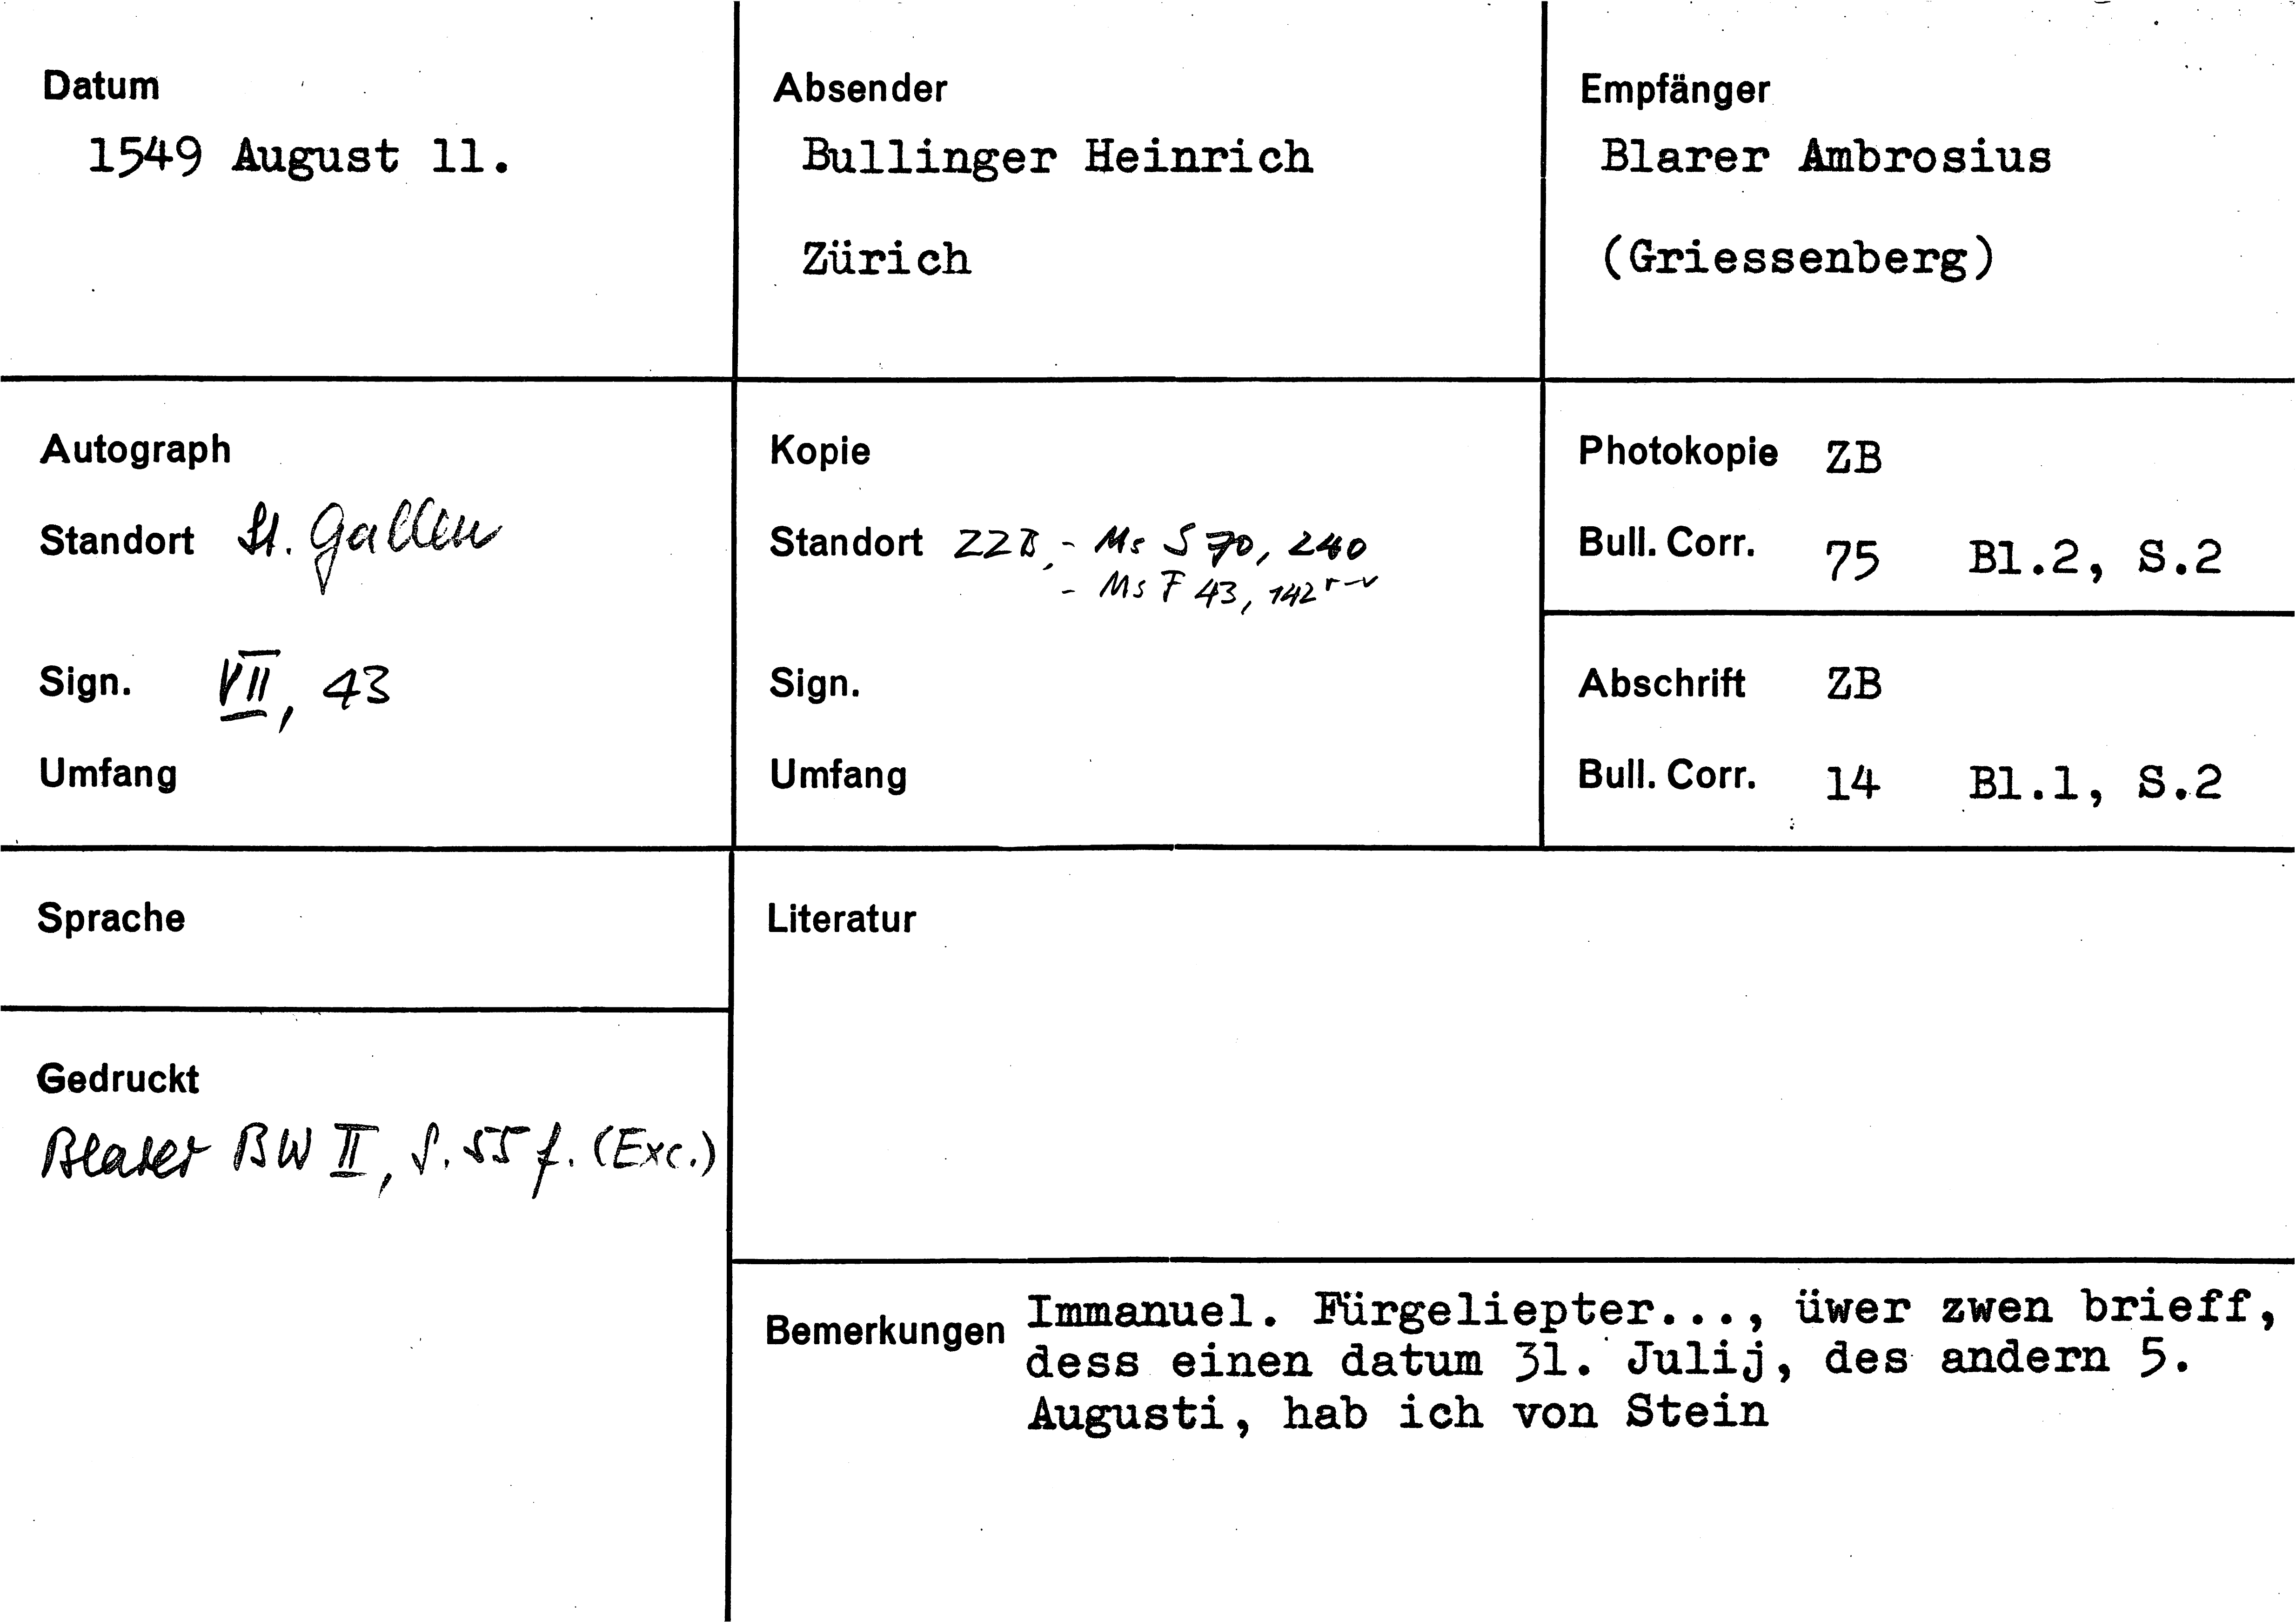 Datum
1549 August 11.
Absender
Bullinger Heinrich
Zürich
Empfänger
Blarer Ambrosius
(Griessenberg)
Autograph
Standort St. Gallen
Sign. VII, 43
Umfang
Kopie
Standort ZZB, - Ms S 70, 240
- Ms F 43, 142 r-v
Sign.
Umfang
Photokopie ZB
Bull. Corr. 75 Bl.2, S.2
Abschrift ZB
Bull. Corr. 14 Bl.1, S.2
Sprache
Gedruckt
Blarer BW II, S. 55 f. (Exc.)
Literatur
Bemerkungen Immanuel. Fürgeliepter..., üwer zwen brieff,
dess einen datum 31. Julij, des andern 5.
Augusti, hab ich von Stein